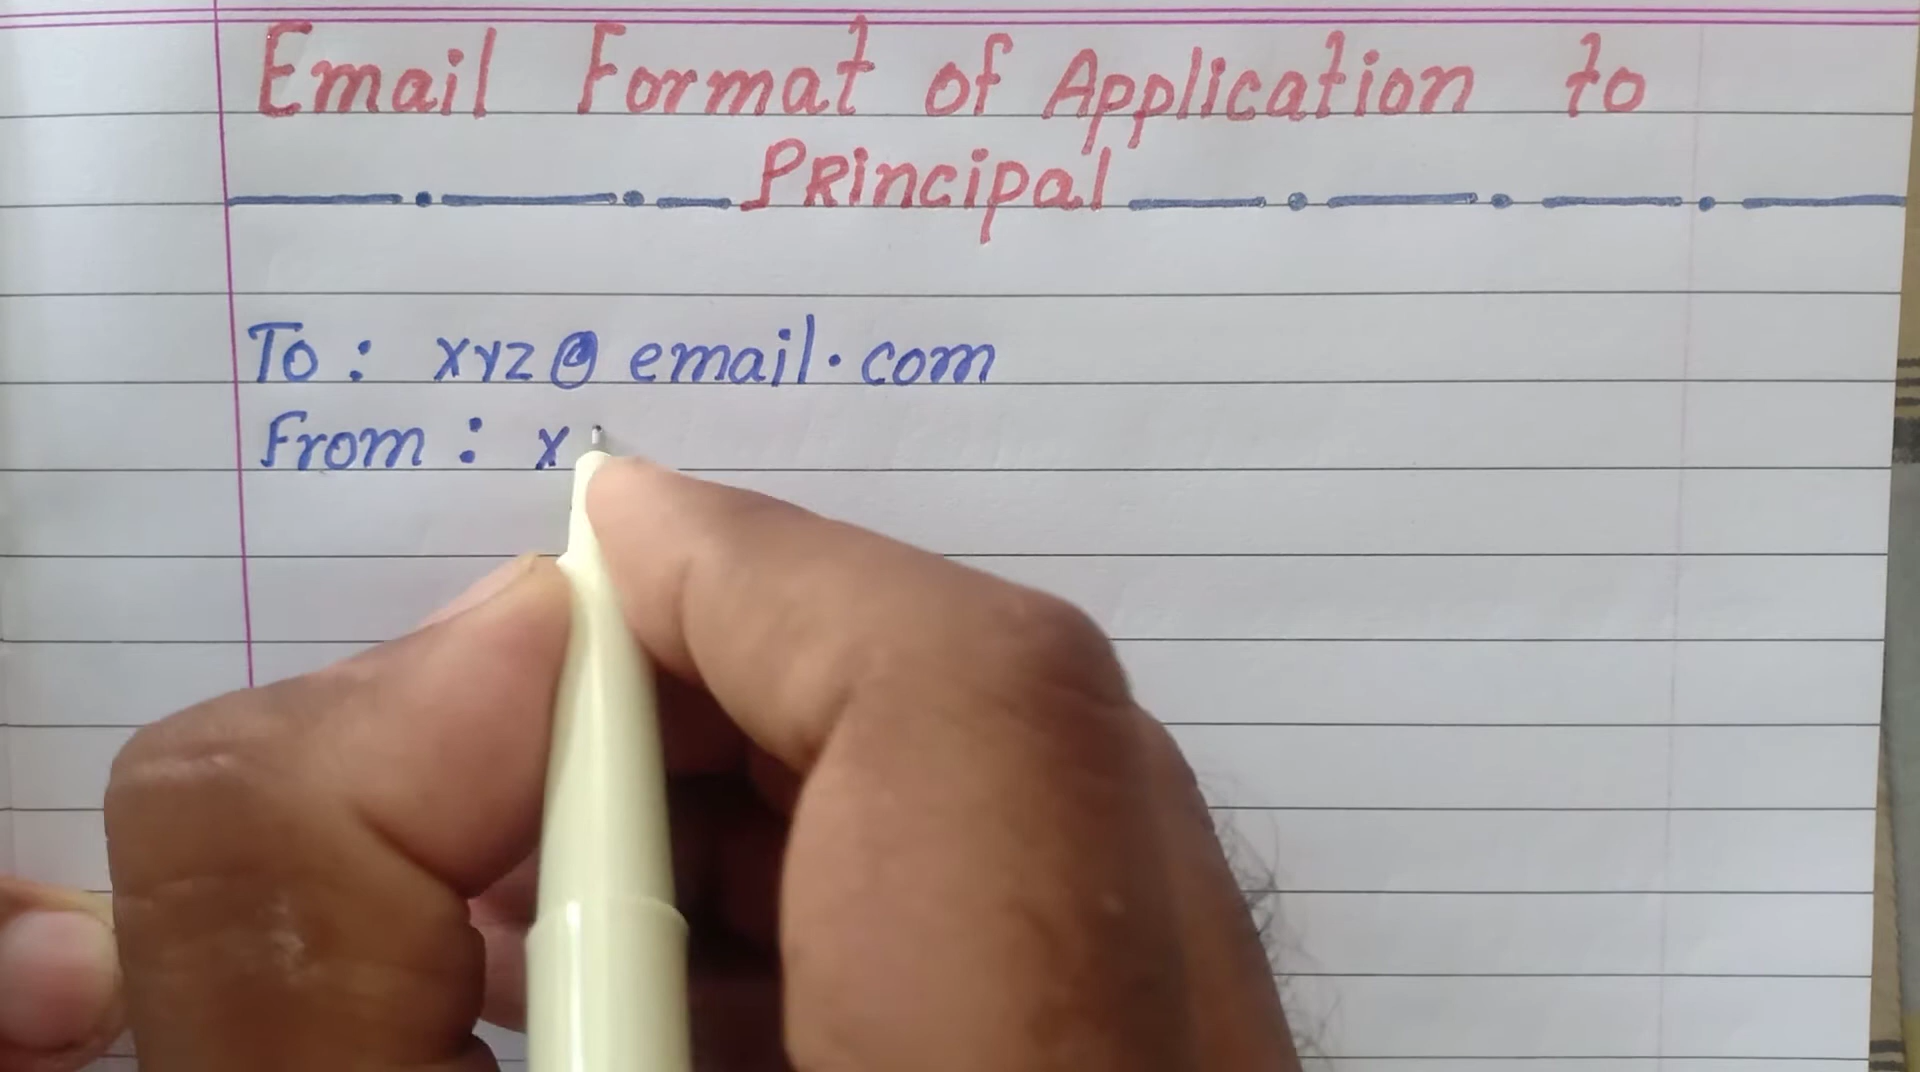 Email Format of Application to
Principal
To : xyz@email.com
From : x